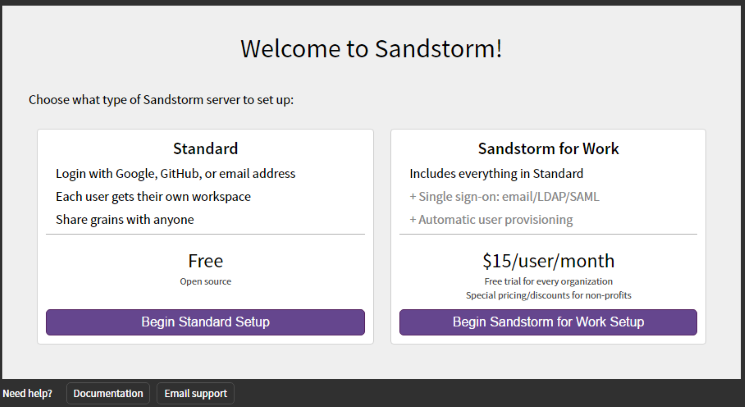 Welcome to Sandstorm!
Choose what type of Sandstorm server to set up:
Standard
Login with Google, GitHub, or email address
Each user gets their own workspace
Share grains with anyone
Free
Open source
Begin Standard Setup
Sandstorm for Work
Includes everything in Standard
+ Single sign-on: email/LDAP/SAML
+ Automatic user provisioning
$15/user/month
Free trial for every organization
Special pricing/discounts for non-profits
Begin Sandstorm for Work Setup
Need help?
Documentation
Email support